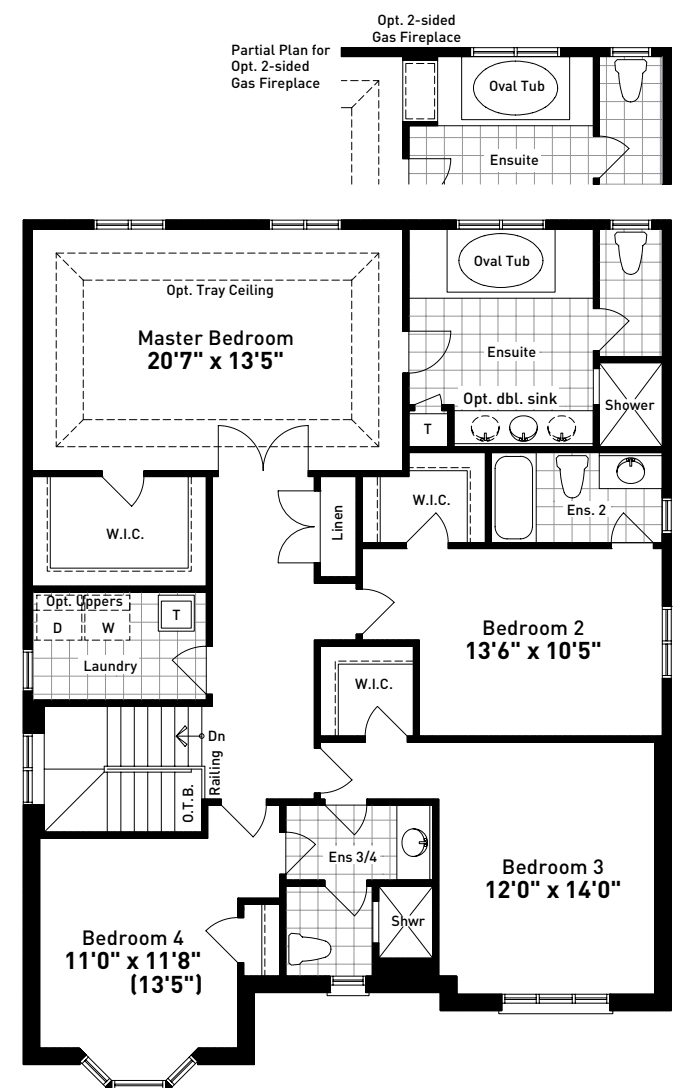 Opt. 2-sided
Gas Fireplace
Partial Plan for
Opt. 2-sided
Gas Fireplace
Oval Tub
Ensuite
Opt. Tray Ceiling
Master Bedroom
20'7" x 13'5"
Oval Tub
Ensuite
Opt. dbl. sink
T
Shower
W.I.C.
Linen
W.I.C.
Ens. 2
Opt. Uppers
D
W
T
Laundry
Bedroom 2
13'6" x 10'5"
W.I.C.
Dn
Railing
O.T.B.
Ens 3/4
Bedroom 3
12'0" x 14'0"
Shwr
Bedroom 4
11'0" x 11'8"
(13'5")